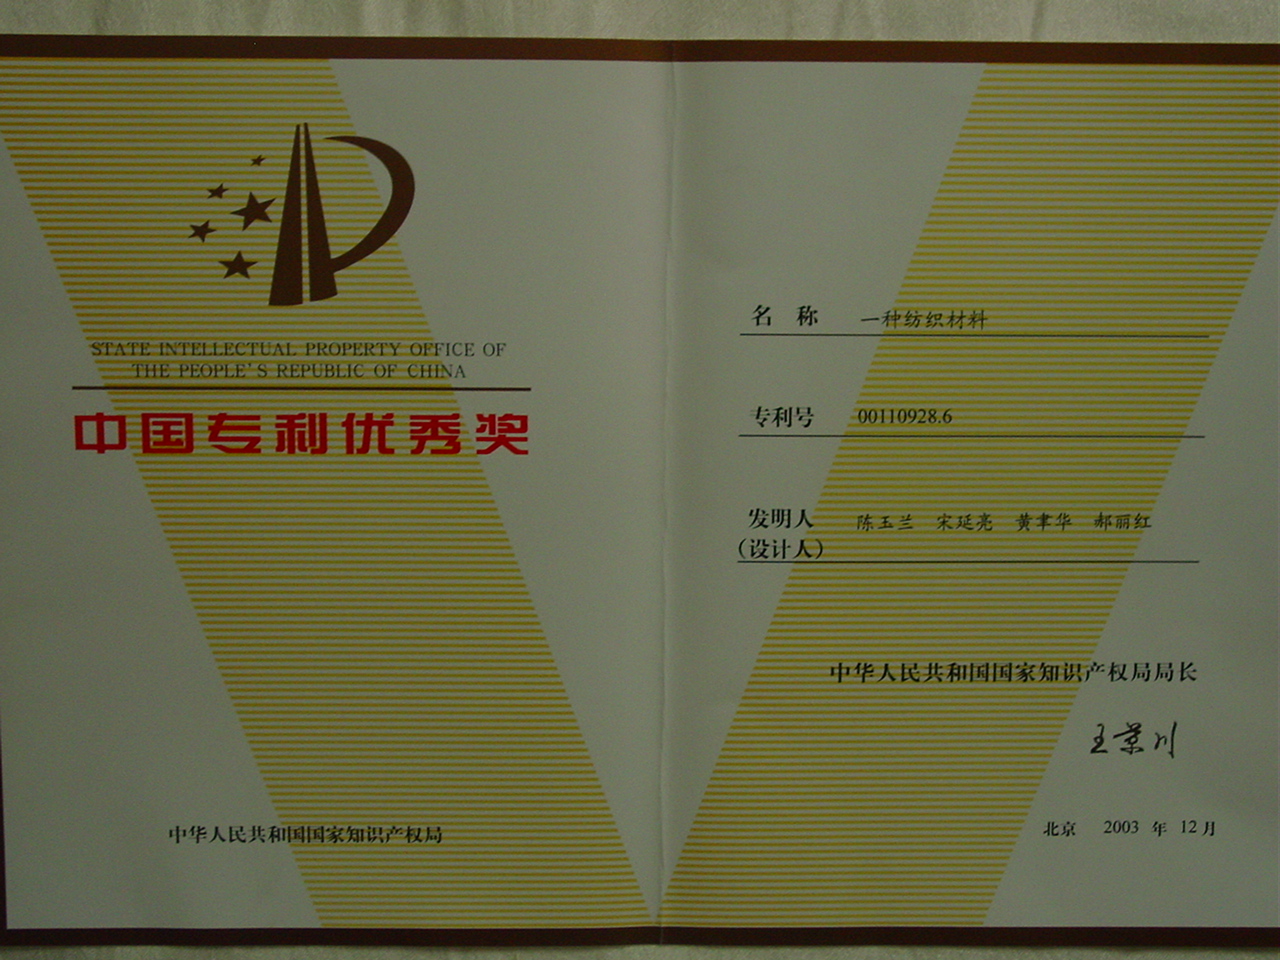 STATE INTELLECTUAL PROPERTY OFFICE OF
THE PEOPLE'S REPUBLIC OF CHINA
中国专利优秀奖
中华人民共和国国家知识产权局
名 称 一种纺织材料
专利号 00110928.6
发明人 陈玉兰 宋延亮 黄聿华 郝丽红
(设计人)
中华人民共和国国家知识产权局局长
王景川
北京 2003 年 12 月